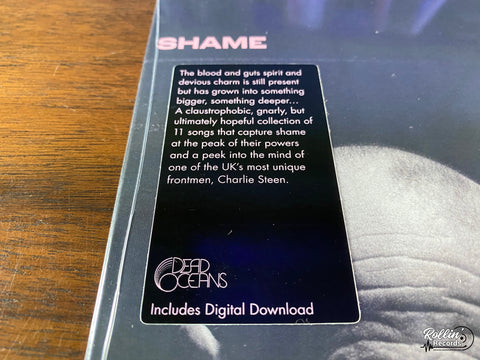 SHAME
The blood and guts spirit and
devious charm is still present
but has grown into something
bigger, something deeper...
A claustrophobic, gnarly, but
ultimately hopeful collection of
11 songs that capture shame
at the peak of their powers
and a peek into the mind of
one of the UK's most unique
frontmen, Charlie Steen.
DEAD
OCEANS
Includes Digital Download
Rollin'
Records